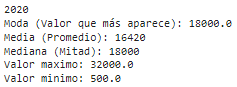 2020
Moda (Valor que más aparece): 18000.0
Media (Promedio): 16420
Mediana (Mitad): 18000
Valor maximo: 32000.0
Valor minimo: 500.0